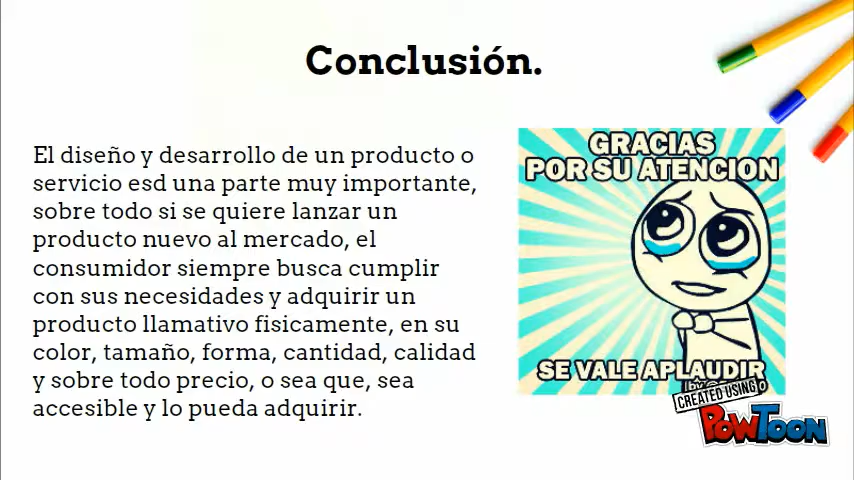 Conclusión.
El diseño y desarrollo de un producto o
servicio esd una parte muy importante,
sobre todo si se quiere lanzar un
producto nuevo al mercado, el
consumidor siempre busca cumplir
con sus necesidades y adquirir un
producto llamativo fisicamente, en su
color, tamaño, forma, cantidad, calidad
y sobre todo precio, o sea que, sea
accesible y lo pueda adquirir.
GRACIAS
POR SU ATENCION
SE VALE APLAUDIR
CREATED USING
POWTOON